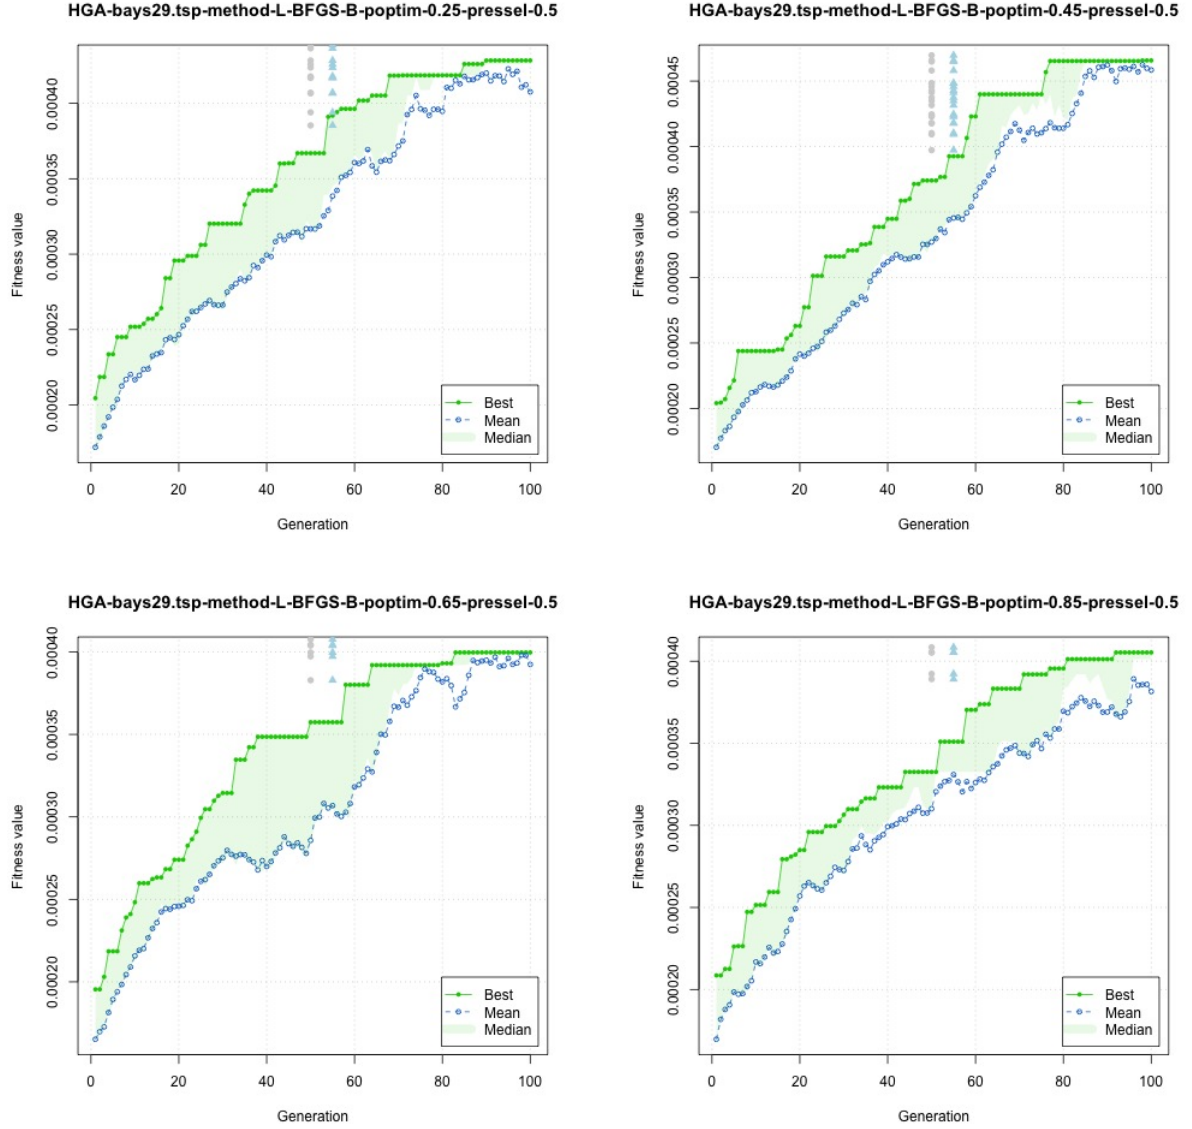 HGA-bays29.tsp-method-L-BFGS-B-poptim-0.25-pressel-0.5
Fitness value
0.00040
0.00035
0.00030
0.00025
0.00020
Best
Mean
Median
0 20 40 60 80 100
Generation
HGA-bays29.tsp-method-L-BFGS-B-poptim-0.45-pressel-0.5
Fitness value
0.00045
0.00040
0.00035
0.00030
0.00025
0.00020
Best
Mean
Median
0 20 40 60 80 100
Generation
HGA-bays29.tsp-method-L-BFGS-B-poptim-0.65-pressel-0.5
Fitness value
0.00040
0.00035
0.00030
0.00025
0.00020
Best
Mean
Median
0 20 40 60 80 100
Generation
HGA-bays29.tsp-method-L-BFGS-B-poptim-0.85-pressel-0.5
Fitness value
0.00040
0.00035
0.00030
0.00025
0.00020
Best
Mean
Median
0 20 40 60 80 100
Generation